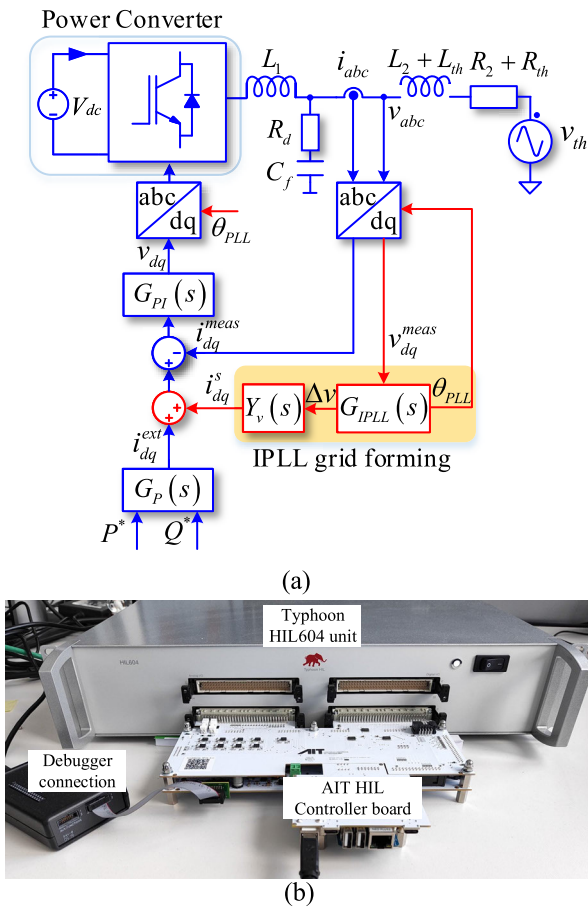 Power Converter
V_dc
L_1
i_abc
L_2 + L_th
R_2 + R_th
v_abc
v_th
R_d
C_f
abc
dq
θ_PLL
abc
dq
v_dq
G_PI(s)
i_dq^meas
v_dq^meas
i_dq^s
Y_v(s)
Δv
G_IPLL(s)
θ_PLL
IPLL grid forming
i_dq^ext
G_P(s)
P*
Q*
(a)
Typhoon
HIL604 unit
HIL604
Debugger
connection
AIT
AIT HIL
Controller board
(b)